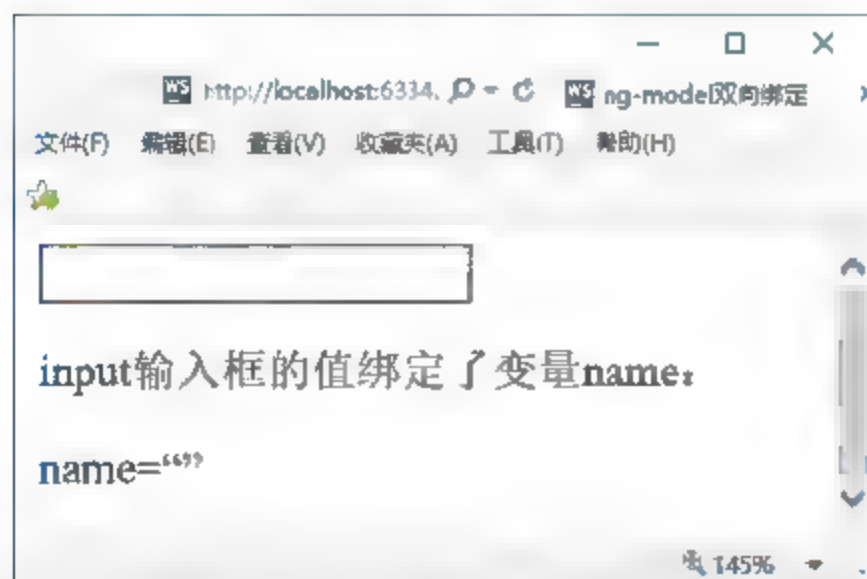 http://localhost:6334. ng-model双向绑定
文件(F) 编辑(E) 查看(V) 收藏夹(A) 工具(T) 帮助(H)
input输入框的值绑定了变量name:
name=“”
145%